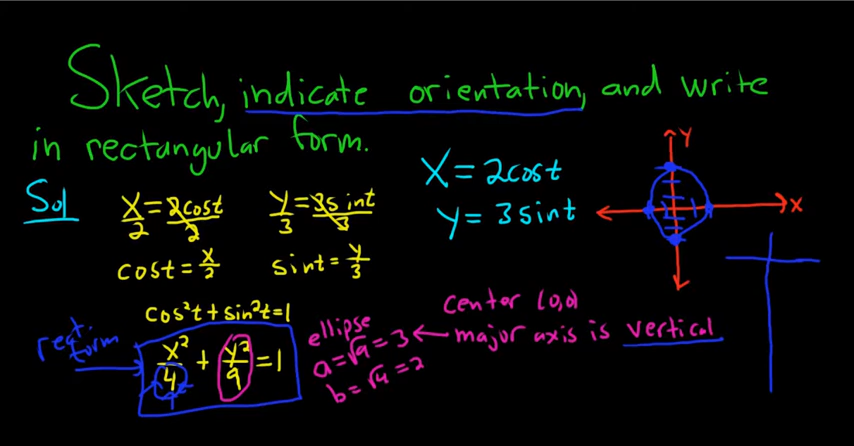 Sketch, indicate orientation, and write
in rectangular form.
X = 2cost
Y = 3sint
Y
X
Sol
X/2 = 2cost/2
Y/3 = 3sint/3
cost = X/2
sint = Y/3
cos²t + sin²t = 1
rect. form
X²/4 + Y²/9 = 1
ellipse
a = √9 = 3
b = √4 = 2
center (0,0)
major axis is vertical